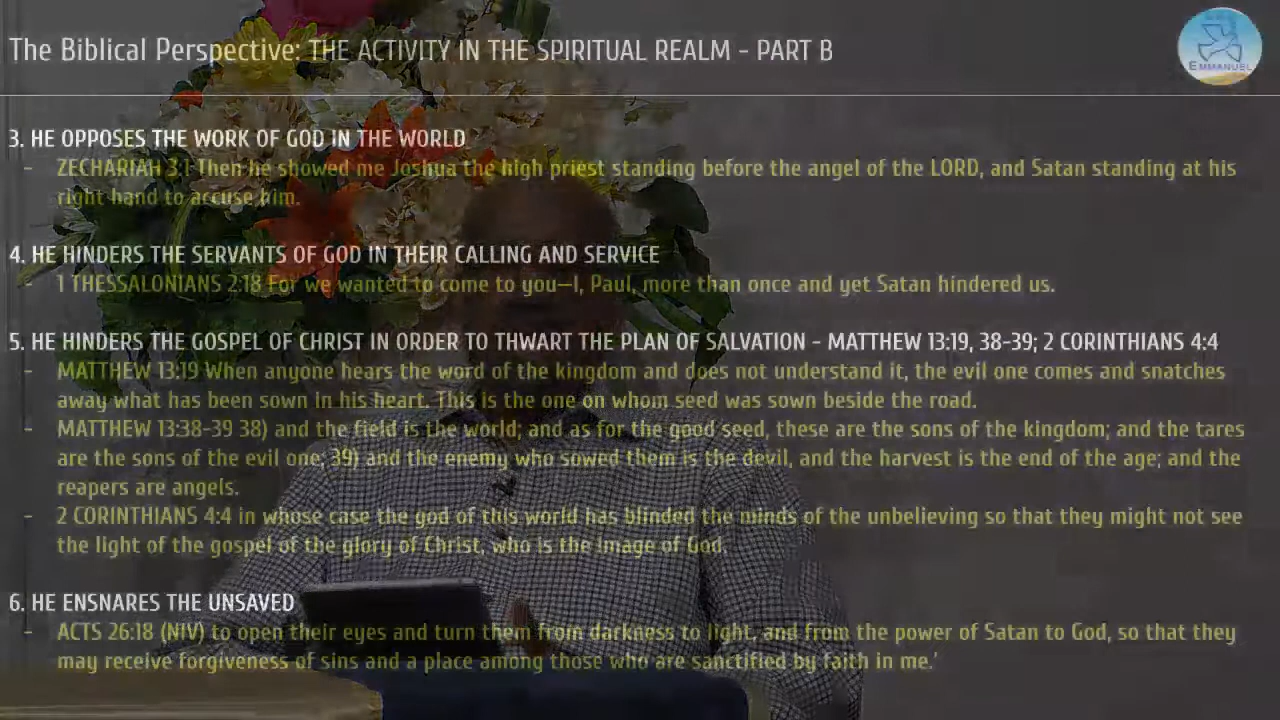 The Biblical Perspective: THE ACTIVITY IN THE SPIRITUAL REALM - PART B
EMMANUEL
3. HE OPPOSES THE WORK OF GOD IN THE WORLD
- ZECHARIAH 3:1 Then he showed me Joshua the high priest standing before the angel of the LORD, and Satan standing at his
right hand to accuse him.
4. HE HINDERS THE SERVANTS OF GOD IN THEIR CALLING AND SERVICE
- 1 THESSALONIANS 2:18 For we wanted to come to you—I, Paul, more than once and yet Satan hindered us.
5. HE HINDERS THE GOSPEL OF CHRIST IN ORDER TO THWART THE PLAN OF SALVATION - MATTHEW 13:19, 38-39; 2 CORINTHIANS 4:4
- MATTHEW 13:19 When anyone hears the word of the kingdom and does not understand it, the evil one comes and snatches
away what has been sown in his heart. This is the one on whom seed was sown beside the road.
- MATTHEW 13:38-39 38) and the field is the world; and as for the good seed, these are the sons of the kingdom; and the tares
are the sons of the evil one; 39) and the enemy who sowed them is the devil, and the harvest is the end of the age; and the
reapers are angels.
- 2 CORINTHIANS 4:4 in whose case the god of this world has blinded the minds of the unbelieving so that they might not see
the light of the gospel of the glory of Christ, who is the image of God.
6. HE ENSNARES THE UNSAVED
- ACTS 26:18 (NIV) to open their eyes and turn them from darkness to light, and from the power of Satan to God, so that they
may receive forgiveness of sins and a place among those who are sanctified by faith in me.'